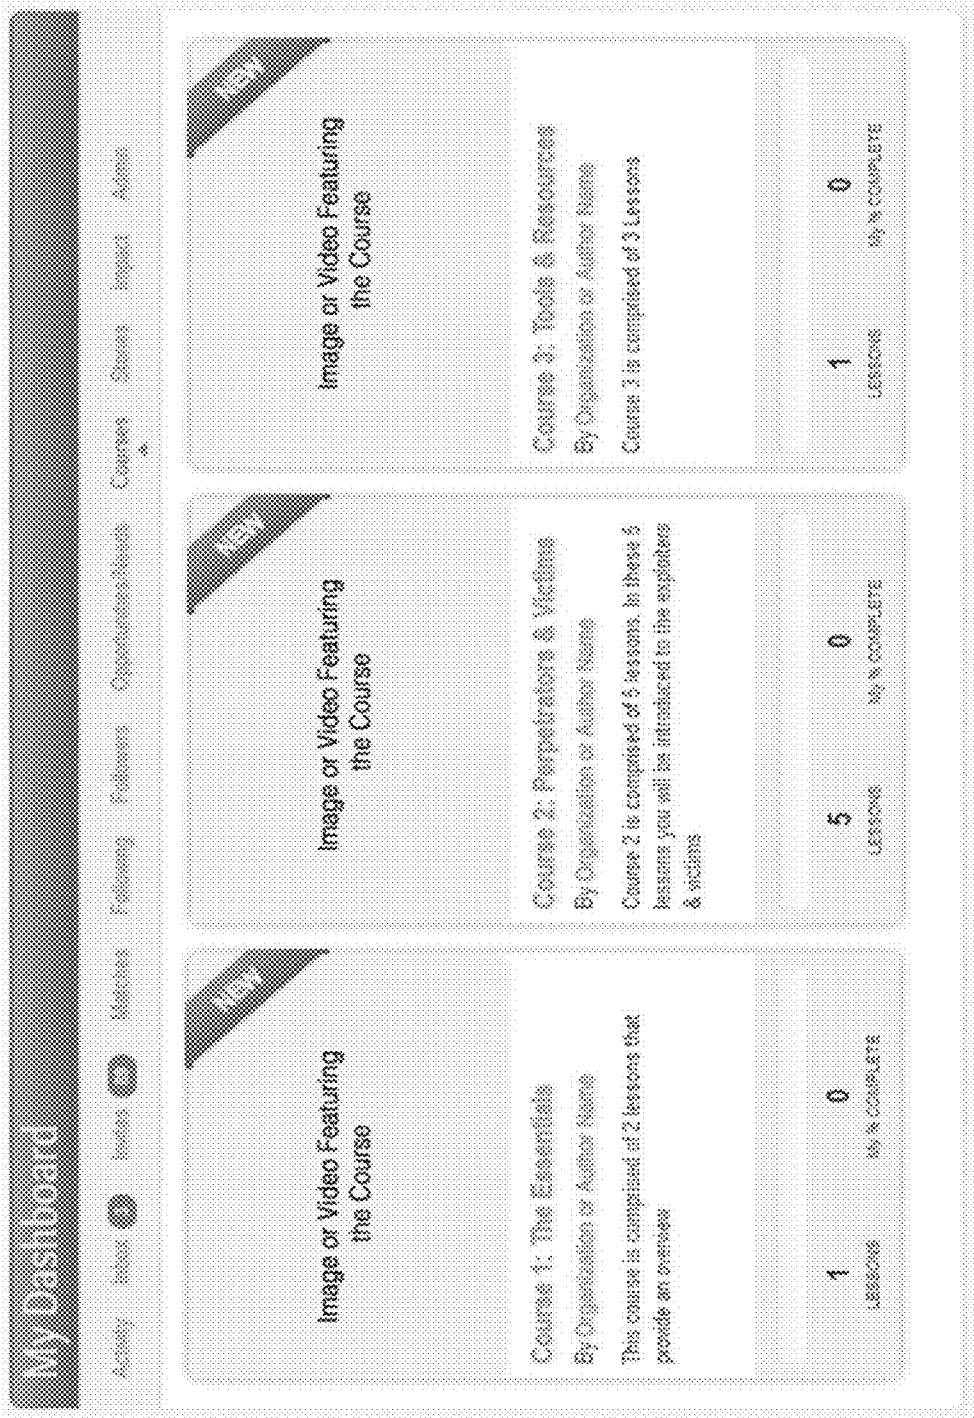 My Dashboard
Activity Inbox Invites Matches Following Followers Opportunities/News Courses Stories Impact Admin
NEW
Image or Video Featuring
the Course
Course 1: The Essentials
By Organization or Author Name
This course is comprised of 2 lessons that
provide an overview
1
LESSONS
0
My % COMPLETE
NEW
Image or Video Featuring
the Course
Course 2: Perpetrators & Victims
By Organization or Author Name
Course 2 is comprised of 5 lessons. In these 5
lessons you will be introduced to the exploiters
& victims
5
LESSONS
0
My % COMPLETE
NEW
Image or Video Featuring
the Course
Course 3: Tools & Resources
By Organization or Author Name
Course 3 is comprised of 3 Lessons
1
LESSONS
0
My % COMPLETE